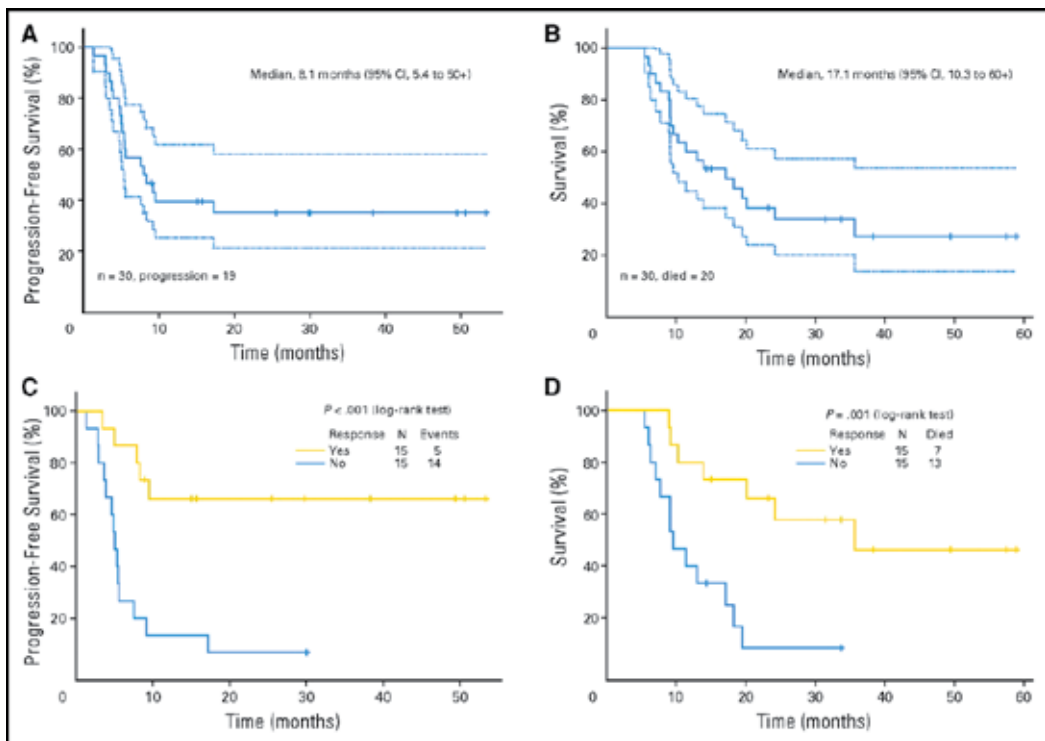 A
Progression-Free Survival (%)
100
80
60
40
20
0
10
20
30
40
50
Time (months)
Median, 8.1 months (95% CI, 5.4 to 50+)
n = 30, progression = 19
B
Survival (%)
100
80
60
40
20
0
10
20
30
40
50
60
Time (months)
Median, 17.1 months (95% CI, 10.3 to 60+)
n = 30, died = 20
C
Progression-Free Survival (%)
100
80
60
40
20
0
10
20
30
40
50
Time (months)
P < .001 (log-rank test)
Response N Events
Yes 15 5
No 15 14
D
Survival (%)
100
80
60
40
20
0
10
20
30
40
50
60
Time (months)
P = .001 (log-rank test)
Response N Died
Yes 15 7
No 15 13